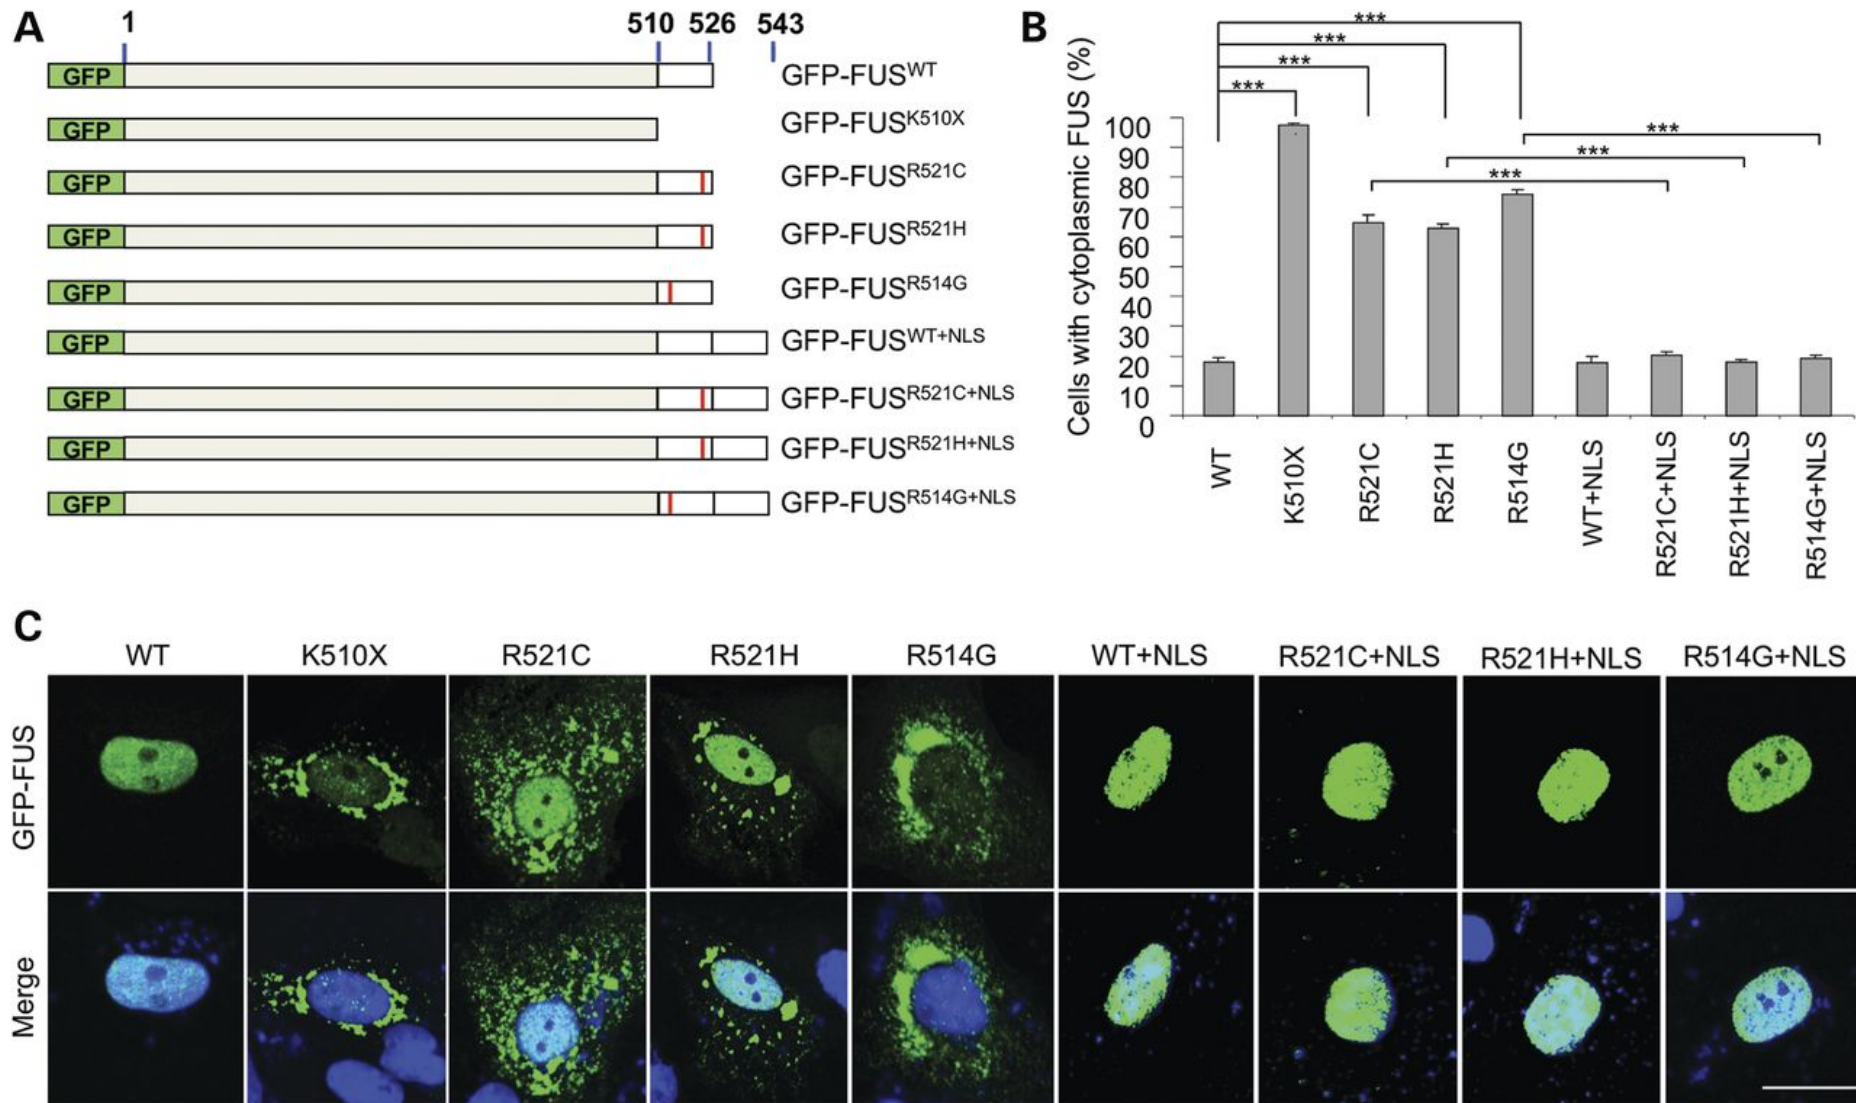 A
1 510 526 543
GFP GFP-FUSWT
GFP GFP-FUSK510X
GFP GFP-FUSR521C
GFP GFP-FUSR521H
GFP GFP-FUSR514G
GFP GFP-FUSWT+NLS
GFP GFP-FUSR521C+NLS
GFP GFP-FUSR521H+NLS
GFP GFP-FUSR514G+NLS
B
Cells with cytoplasmic FUS (%)
***
***
***
***
***
***
***
100
90
80
70
60
50
40
30
20
10
0
WT
K510X
R521C
R521H
R514G
WT+NLS
R521C+NLS
R521H+NLS
R514G+NLS
C
WT K510X R521C R521H R514G WT+NLS R521C+NLS R521H+NLS R514G+NLS
GFP-FUS
Merge